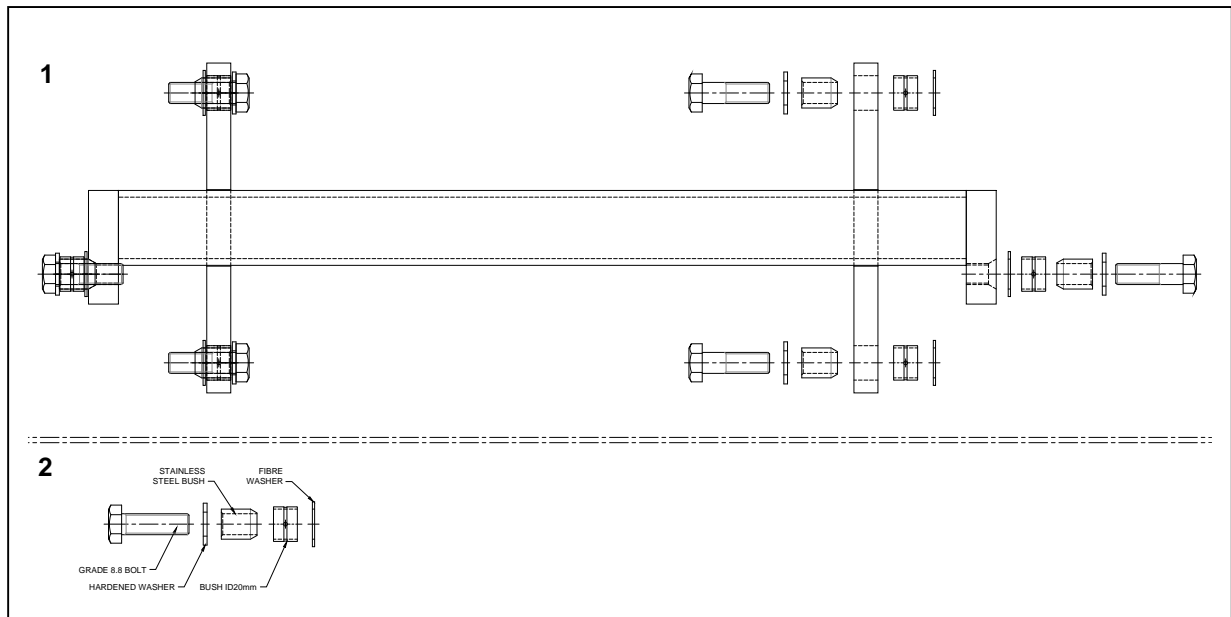 1
2
STAINLESS
STEEL BUSH
FIBRE
WASHER
GRADE 8.8 BOLT
HARDENED WASHER
BUSH ID20mm